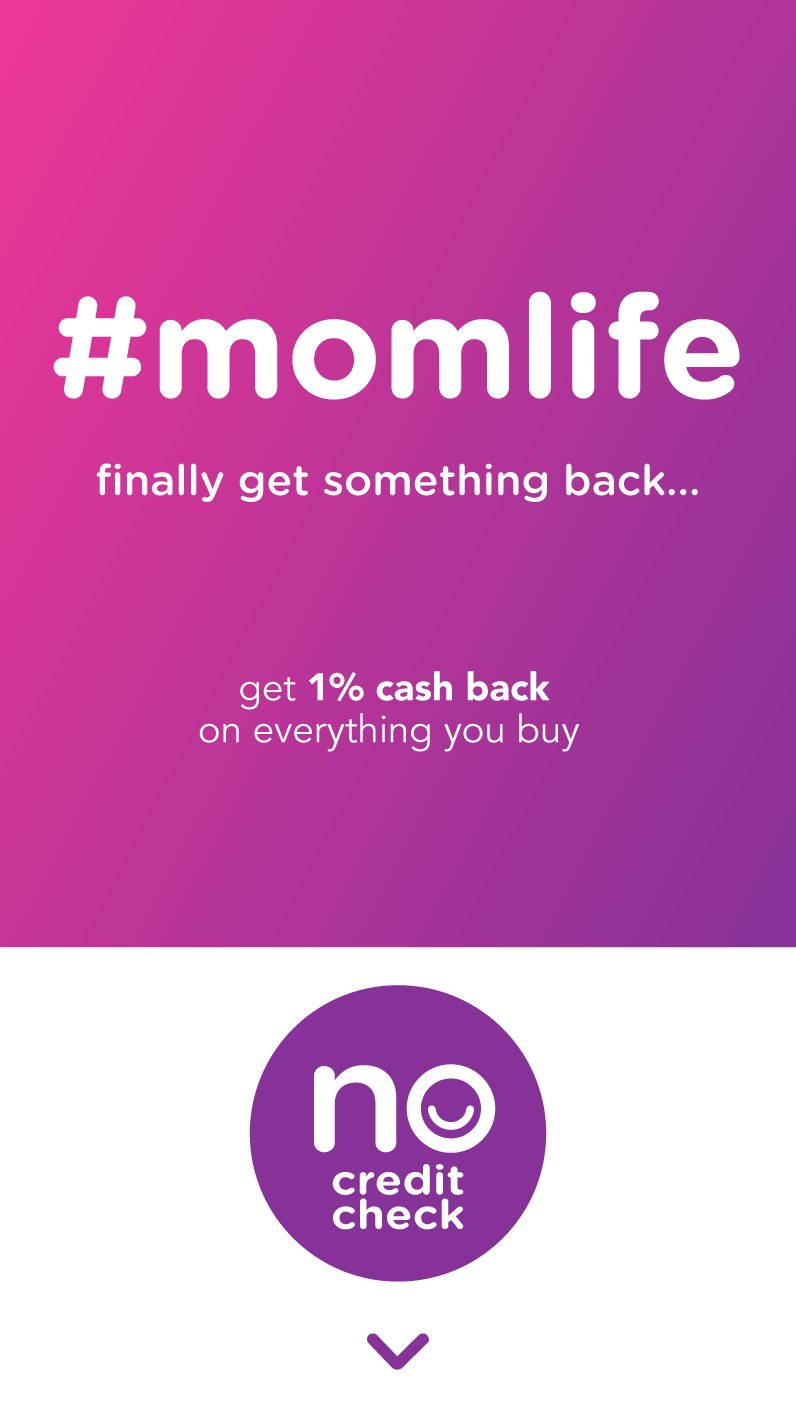 #momlife
finally get something back...
get 1% cash back
on everything you buy
no
credit
check